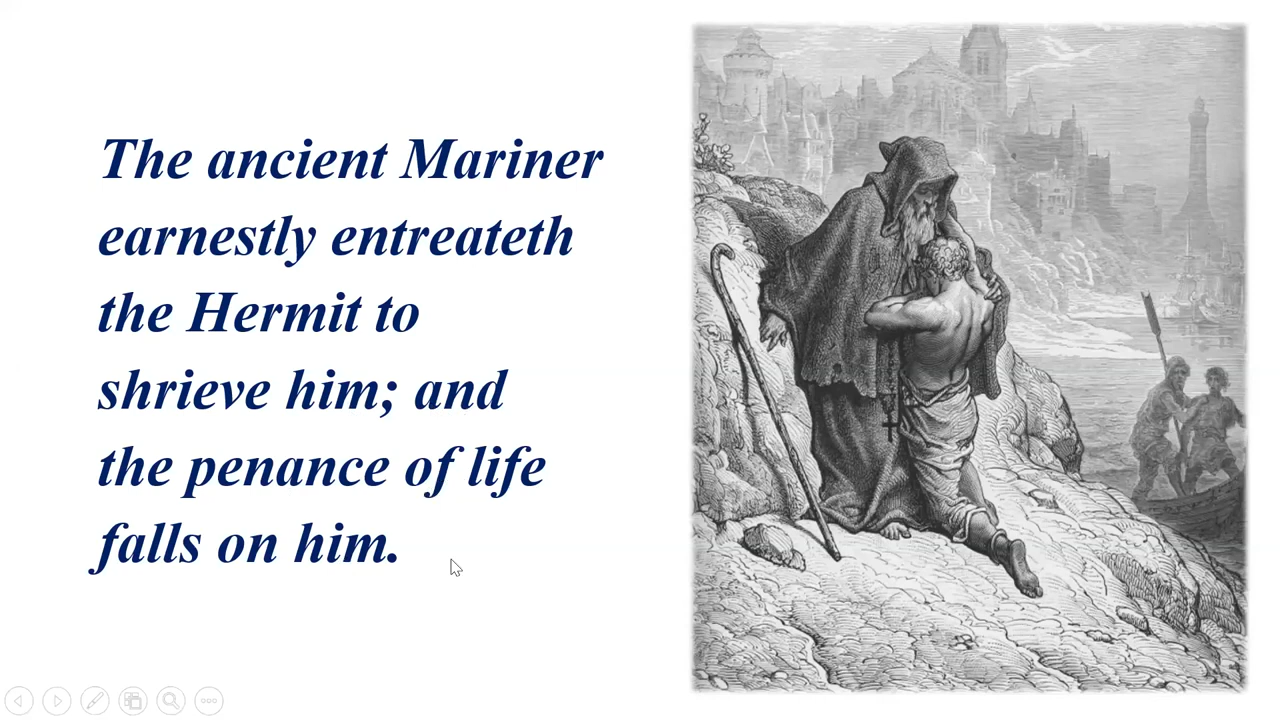 The ancient Mariner
earnestly entreateth
the Hermit to
shrieve him; and
the penance of life
falls on him.